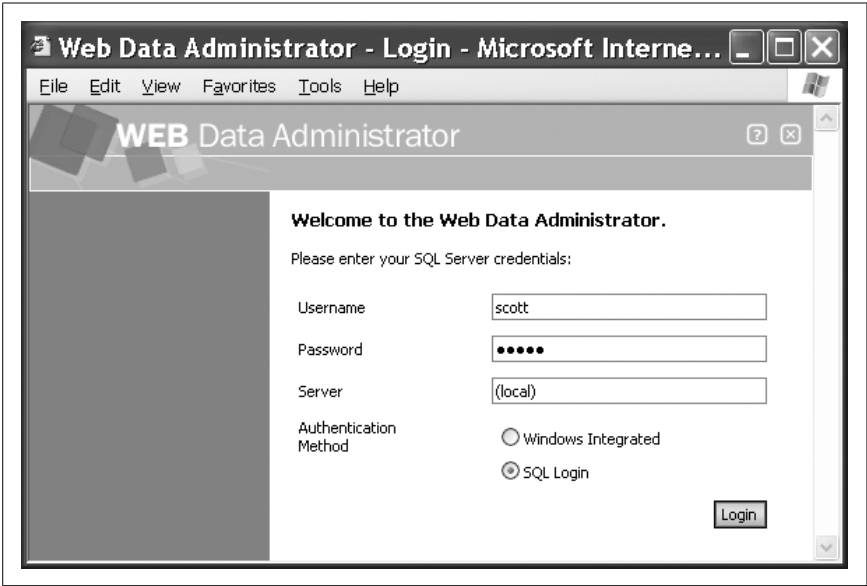 Web Data Administrator - Login - Microsoft Interne...
File Edit View Favorites Tools Help
WEB Data Administrator
Welcome to the Web Data Administrator.
Please enter your SQL Server credentials:
Username scott
Password •••••
Server (local)
Authentication
Method
Windows Integrated
SQL Login
Login